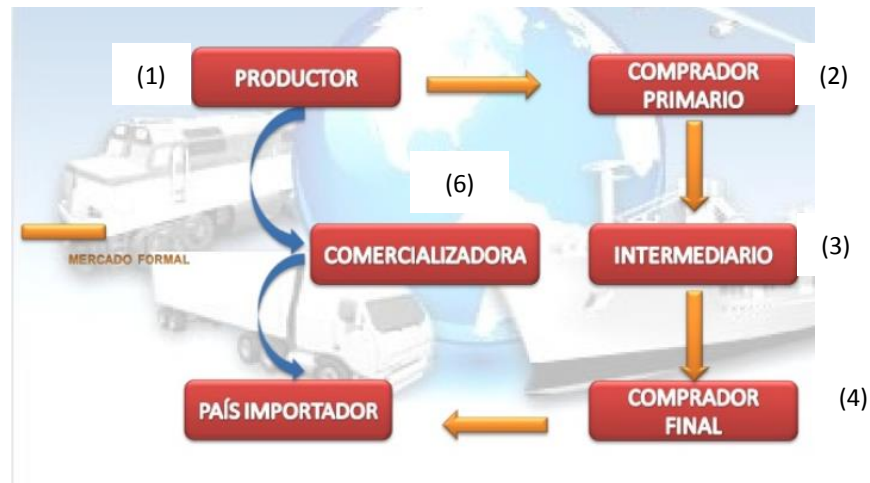 (1)
PRODUCTOR
COMPRADOR
PRIMARIO
(2)
(6)
MERCADO FORMAL
COMERCIALIZADORA
INTERMEDIARIO
(3)
PAÍS IMPORTADOR
COMPRADOR
FINAL
(4)